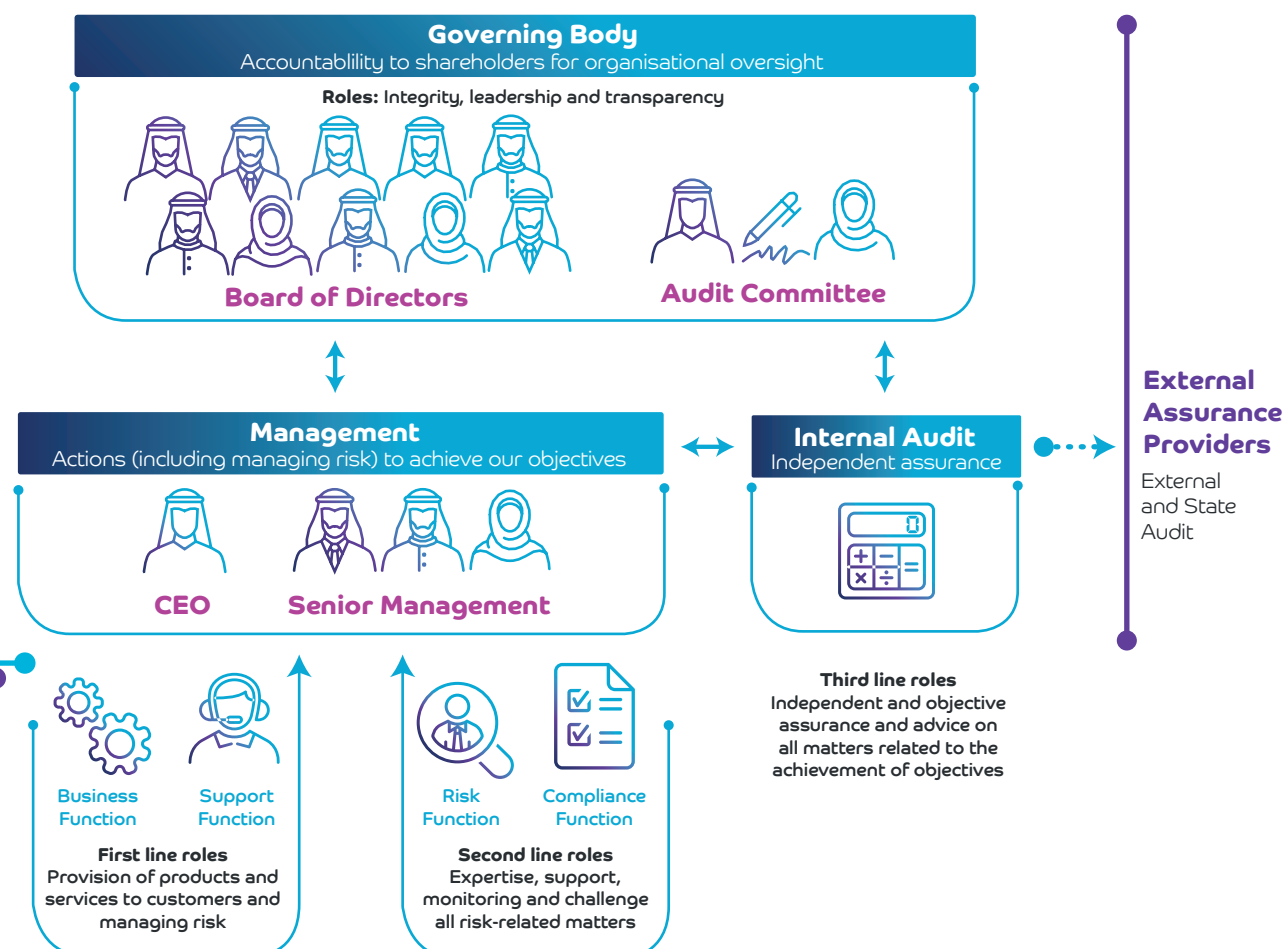 Governing Body
Accountablility to shareholders for organisational oversight
Roles: Integrity, leadership and transparency
Board of Directors
Audit Committee
Management
Actions (including managing risk) to achieve our objectives
CEO
Senior Management
Internal Audit
Independent assurance
0
+ −
× ÷ =
External
Assurance
Providers
External
and State
Audit
Business
Function
Support
Function
First line roles
Provision of products and
services to customers and
managing risk
Risk
Function
Compliance
Function
Second line roles
Expertise, support,
monitoring and challenge
all risk-related matters
Third line roles
Independent and objective
assurance and advice on
all matters related to the
achievement of objectives